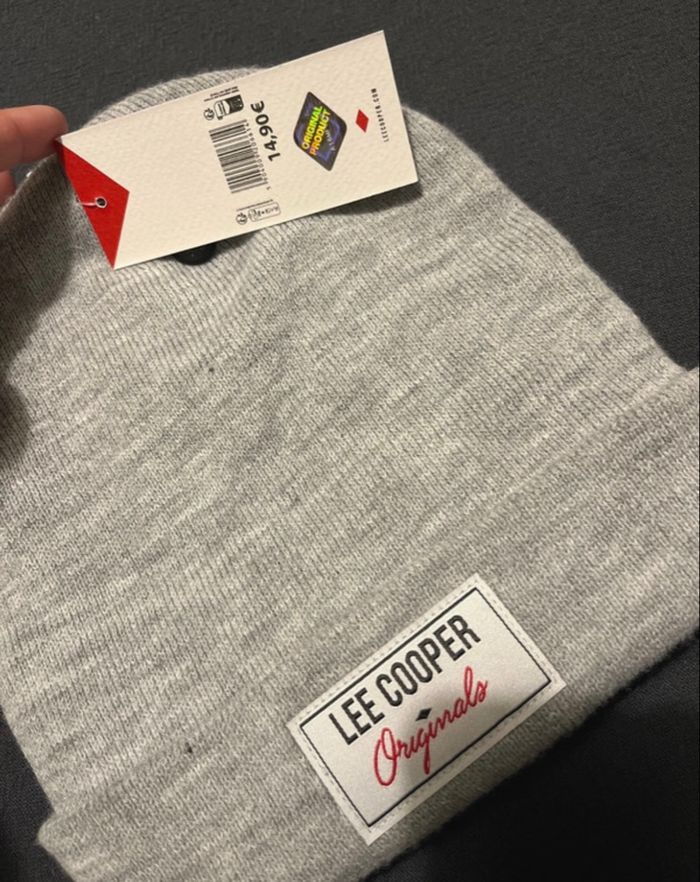 14,90€
ORIGINAL
PRODUCT
LEECOOPER.COM
LEE COOPER
Originals